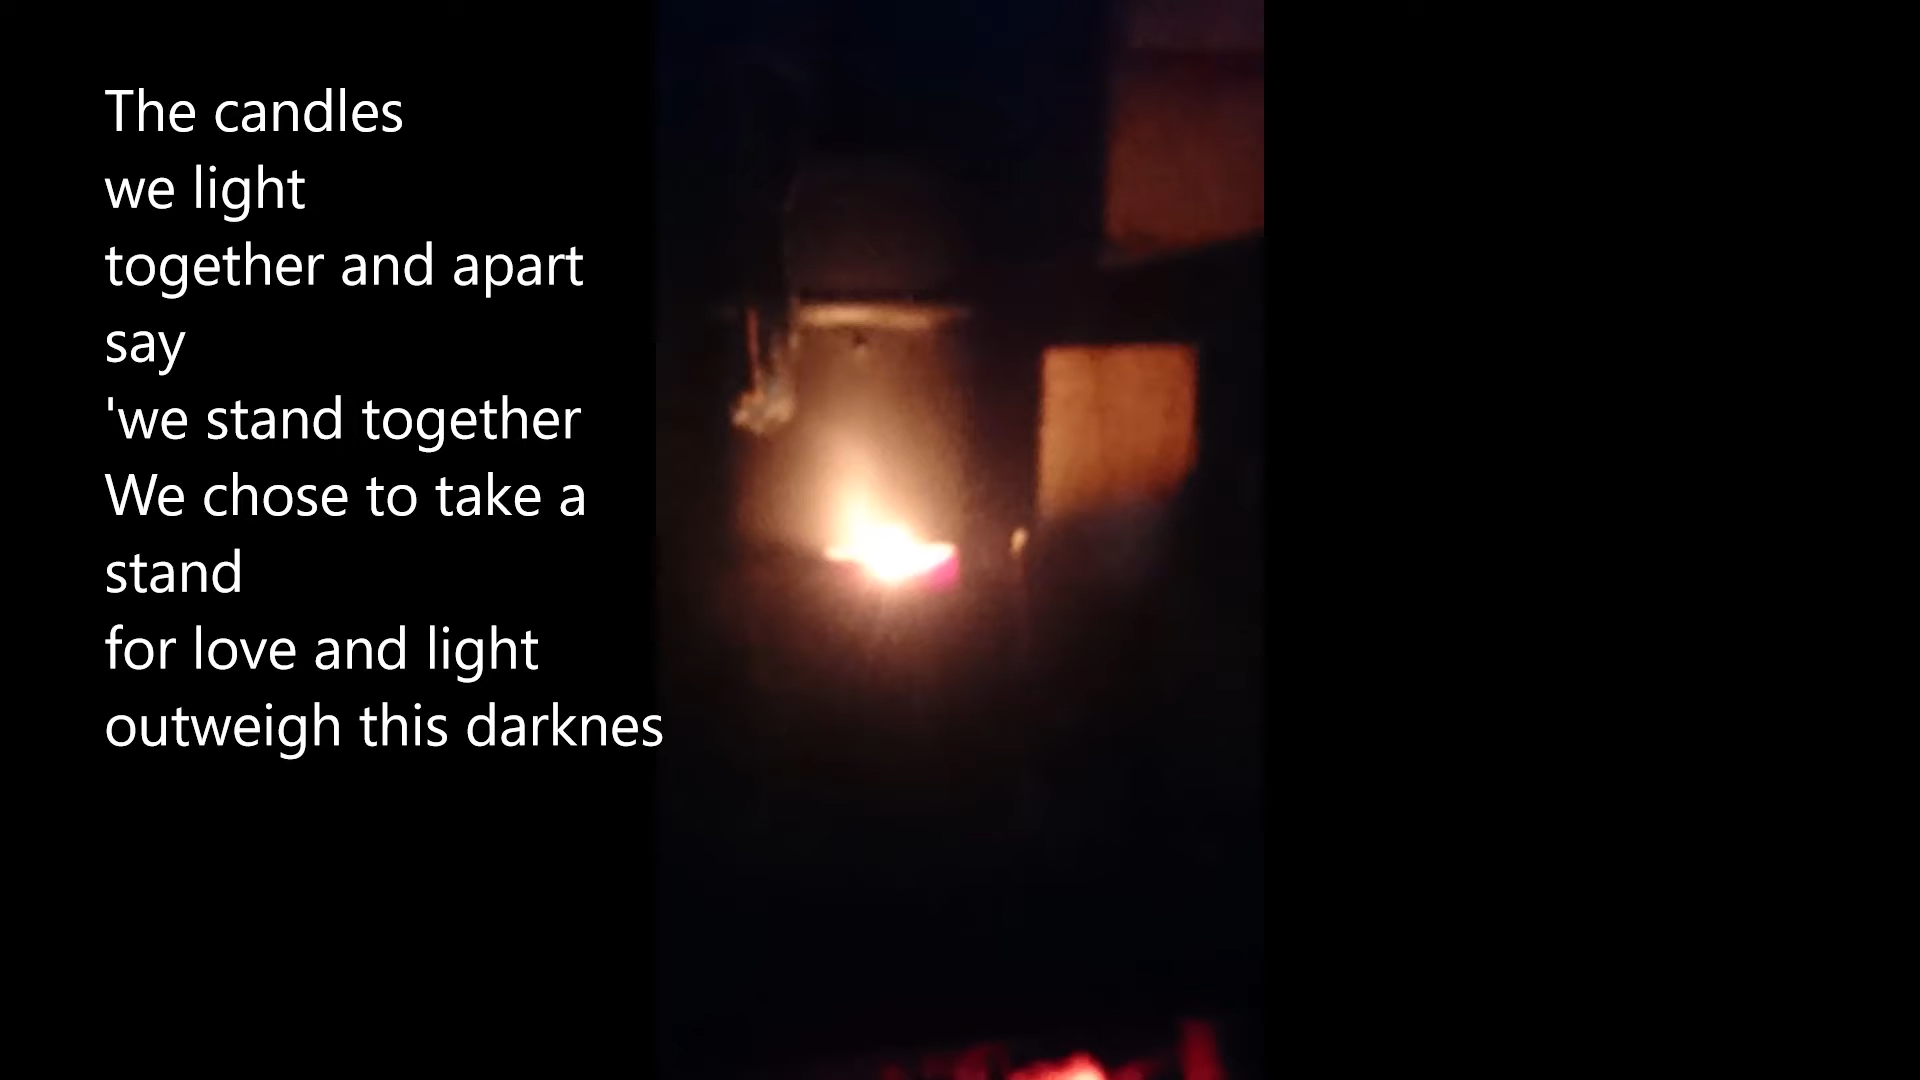 The candles
we light
together and apart
say
'we stand together
We chose to take a
stand
for love and light
outweigh this darknes